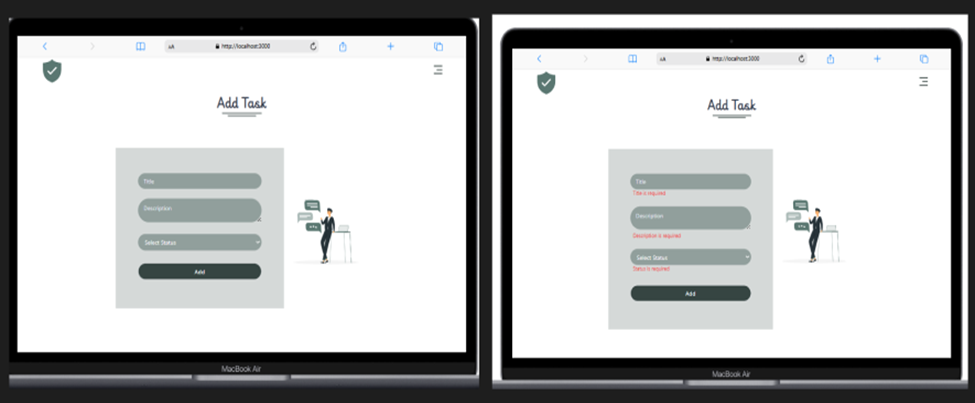 AA http://localhost:3000
Add Task
Title
Description
Select Status
Add
MacBook Air
AA http://localhost:3000
Add Task
Title
Title is required
Description
Description is required
Select Status
Status is required
Add
MacBook Air